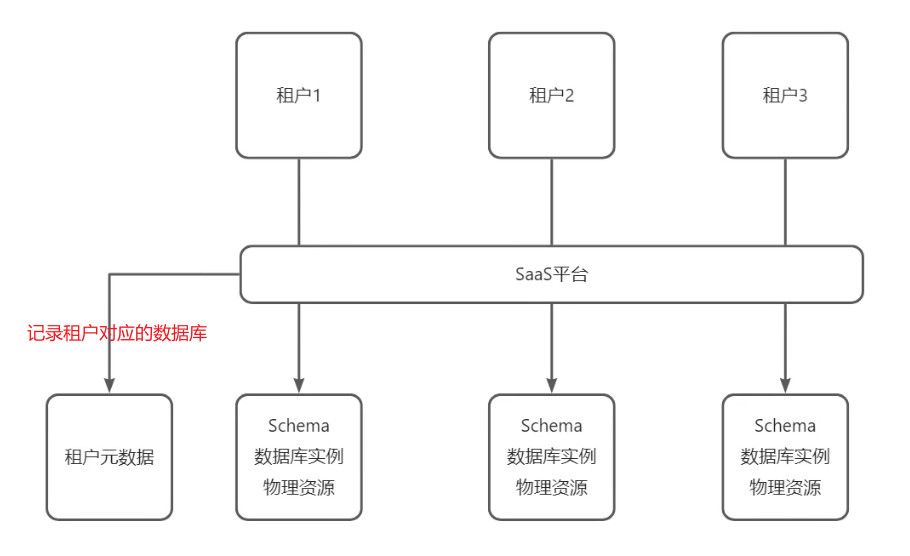 租户1
租户2
租户3
SaaS平台
记录租户对应的数据库
租户元数据
Schema
数据库实例
物理资源
Schema
数据库实例
物理资源
Schema
数据库实例
物理资源